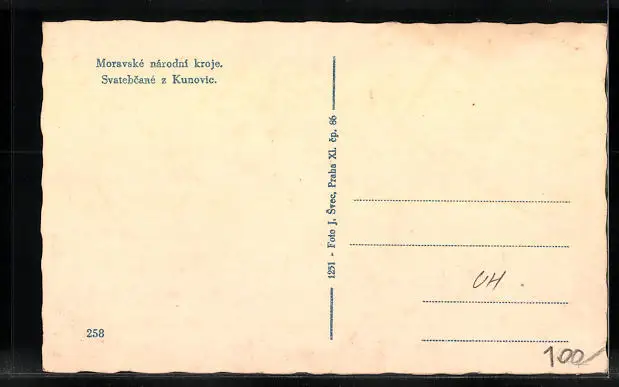 Moravské národní kroje.
Svatebčané z Kunovic.
1251 - Foto J. Švec, Praha XI. čp. 86
UH
258
100